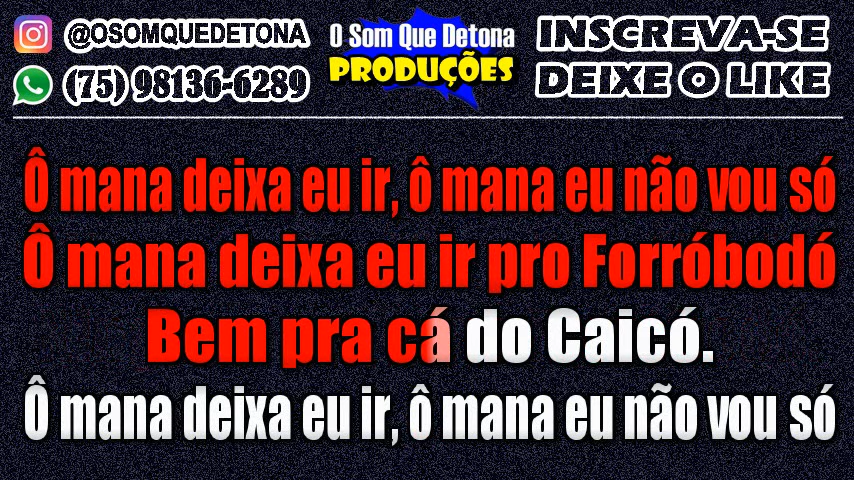 @OSOMQUEDETONA
(75) 98136-6289
O Som Que Detona
PRODUÇÕES
INSCREVA-SE
DEIXE O LIKE
Ô mana deixa eu ir, ô mana eu não vou só
Ô mana deixa eu ir pro Forróbodó
Bem pra cá do Caicó.
Ô mana deixa eu ir, ô mana eu não vou só